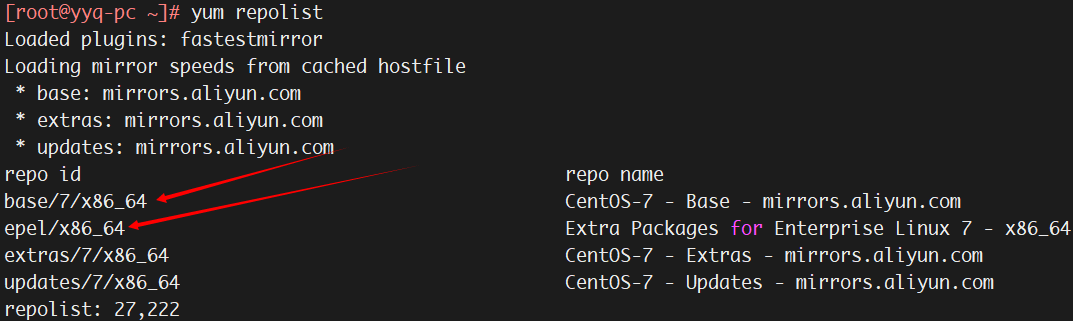 [root@yyq-pc ~]# yum repolist
Loaded plugins: fastestmirror
Loading mirror speeds from cached hostfile
 * base: mirrors.aliyun.com
 * extras: mirrors.aliyun.com
 * updates: mirrors.aliyun.com
repo id repo name
base/7/x86_64 CentOS-7 - Base - mirrors.aliyun.com
epel/x86_64 Extra Packages for Enterprise Linux 7 - x86_64
extras/7/x86_64 CentOS-7 - Extras - mirrors.aliyun.com
updates/7/x86_64 CentOS-7 - Updates - mirrors.aliyun.com
repolist: 27,222